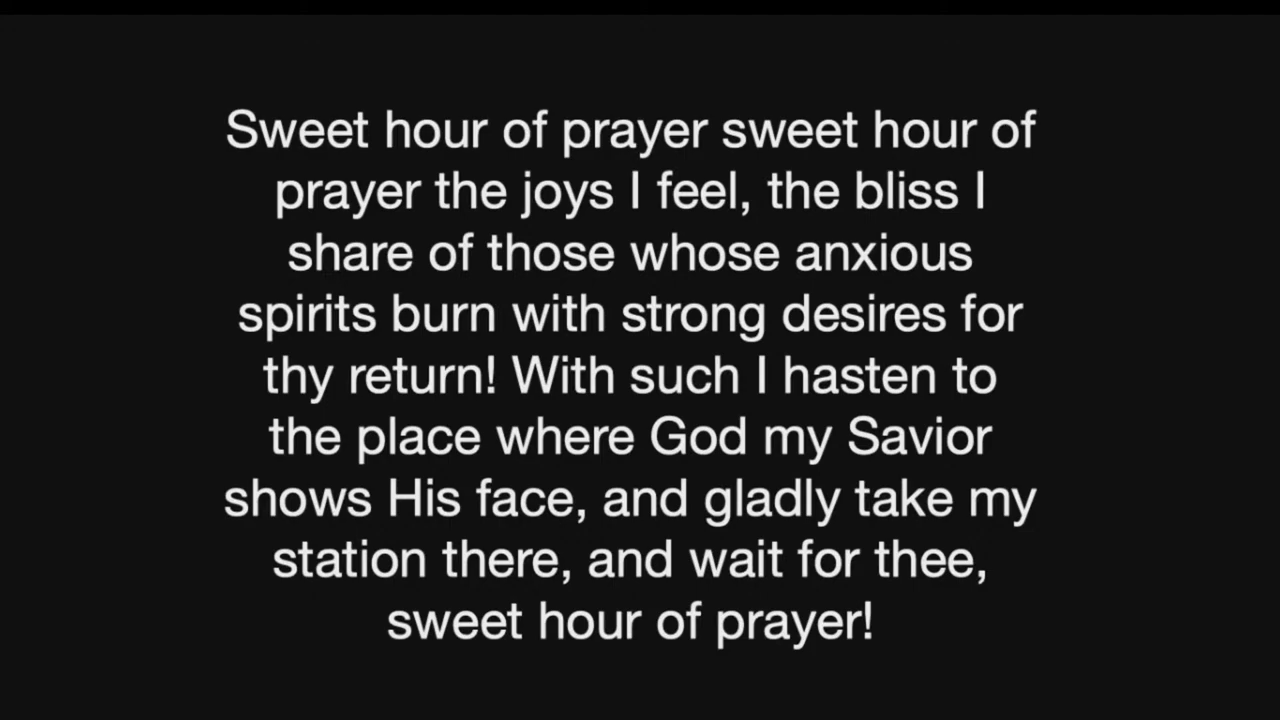 Sweet hour of prayer sweet hour of
prayer the joys I feel, the bliss I
share of those whose anxious
spirits burn with strong desires for
thy return! With such I hasten to
the place where God my Savior
shows His face, and gladly take my
station there, and wait for thee,
sweet hour of prayer!